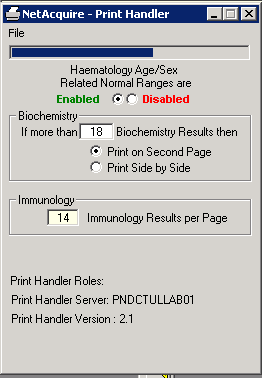 NetAcquire - Print Handler
File
Haematology Age/Sex
Related Normal Ranges are
Enabled Disabled
Biochemistry
If more than 18 Biochemistry Results then
Print on Second Page
Print Side by Side
Immunology
14 Immunology Results per Page
Print Handler Roles:
Print Handler Server: PNDCTULLAB01
Print Handler Version : 2.1